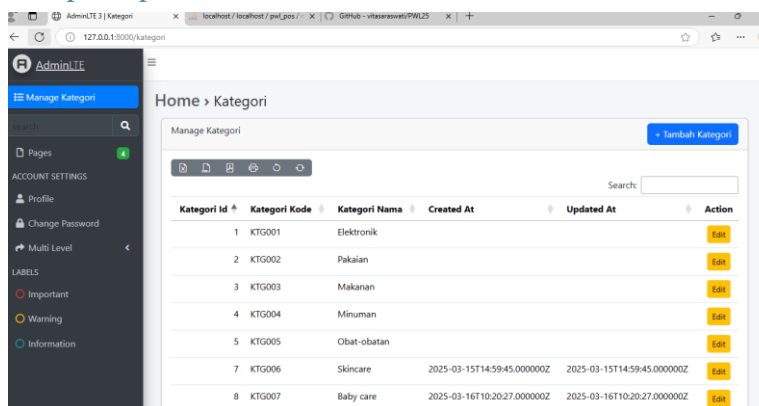 AdminLTE 3 | Kategori
localhost / localhost / pwl_pos / 
GitHub - vitasaraswati/PWL25
127.0.0.1:8000/kategori
AdminLTE
Manage Kategori
Search
Pages 4
ACCOUNT SETTINGS
Profile
Change Password
Multi Level
LABELS
Important
Warning
Information
Home › Kategori
Manage Kategori
+ Tambah Kategori
Search:
Kategori Id Kategori Kode Kategori Nama Created At Updated At Action
1 KTG001 Elektronik Edit
2 KTG002 Pakaian Edit
3 KTG003 Makanan Edit
4 KTG004 Minuman Edit
5 KTG005 Obat-obatan Edit
7 KTG006 Skincare 2025-03-15T14:59:45.000000Z 2025-03-15T14:59:45.000000Z Edit
8 KTG007 Baby care 2025-03-16T10:20:27.000000Z 2025-03-16T10:20:27.000000Z Edit